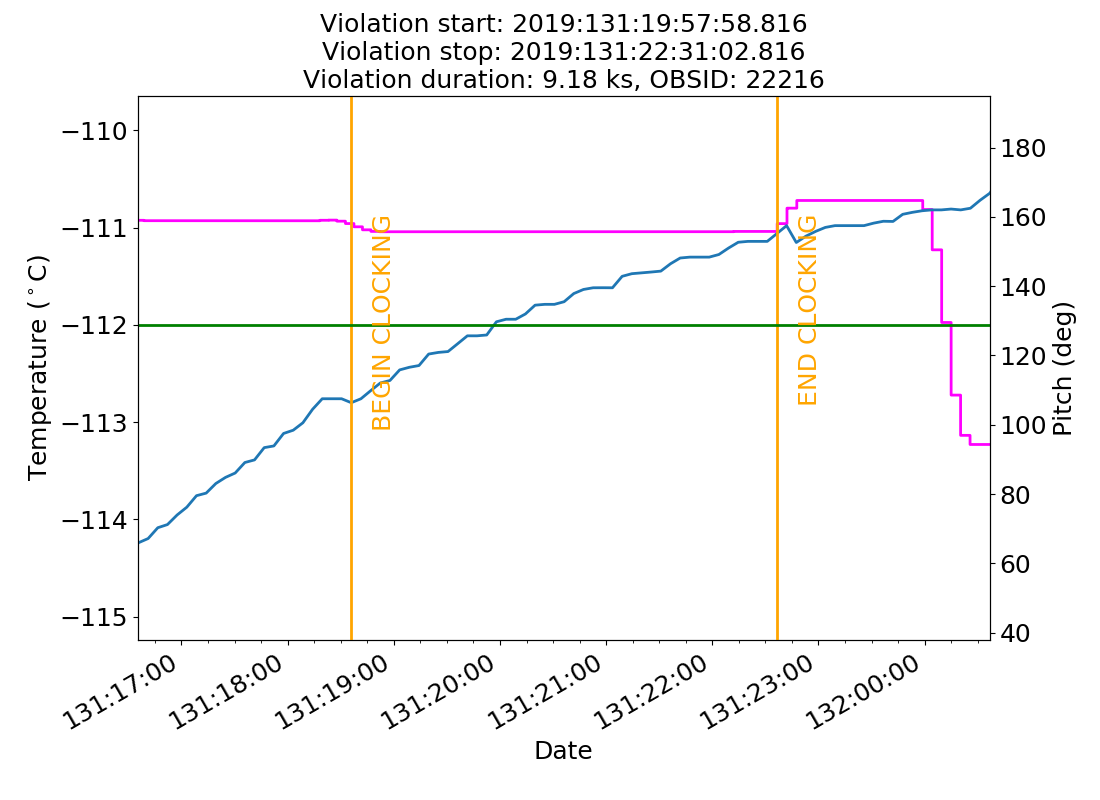 Violation start: 2019:131:19:57:58.816
Violation stop: 2019:131:22:31:02.816
Violation duration: 9.18 ks, OBSID: 22216
−110
−111
−112
−113
−114
−115
Temperature (°C)
BEGIN CLOCKING
END CLOCKING
180
160
140
120
100
80
60
40
Pitch (deg)
131:17:00
131:18:00
131:19:00
131:20:00
131:21:00
131:22:00
131:23:00
132:00:00
Date